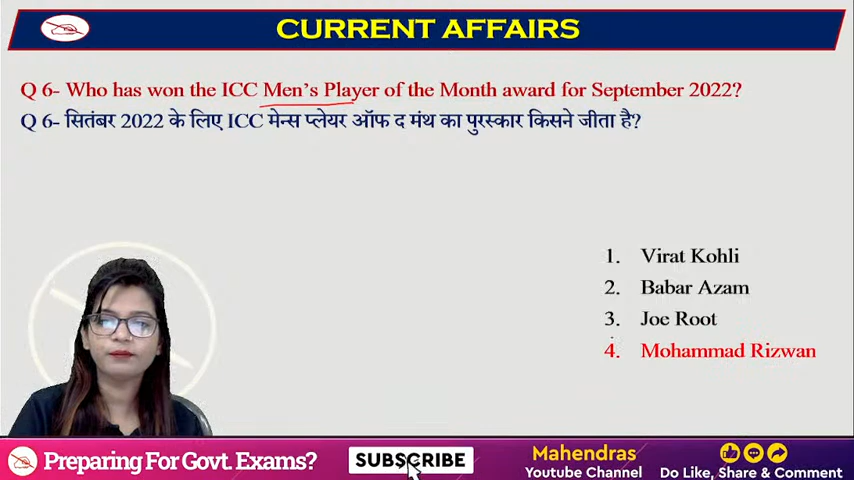 CURRENT AFFAIRS
Q 6- Who has won the ICC Men's Player of the Month award for September 2022?
Q 6- सितंबर 2022 के लिए ICC मेन्स प्लेयर ऑफ द मंथ का पुरस्कार किसने जीता है?
1. Virat Kohli
2. Babar Azam
3. Joe Root
4. Mohammad Rizwan
Preparing For Govt. Exams?
SUBSCRIBE
Mahendras
Youtube Channel
Do Like, Share & Comment